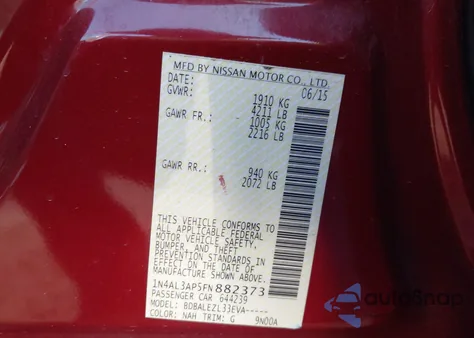 MFD BY NISSAN MOTOR CO., LTD.
DATE: 06/15
GVWR: 1910 KG
4211 LB
GAWR FR.: 1005 KG
2216 LB
GAWR RR.: 940 KG
2072 LB
THIS VEHICLE CONFORMS TO
ALL APPLICABLE FEDERAL
MOTOR VEHICLE SAFETY,
BUMPER, AND THEFT
PREVENTION STANDARDS IN
EFFECT ON THE DATE OF
MANUFACTURE SHOWN ABOVE.
1N4AL3AP5FN882373
PASSENGER CAR 644239
MODEL: BDBALEZL33EVA-----
COLOR: NAH TRIM: G 9N00A
AutoSnap